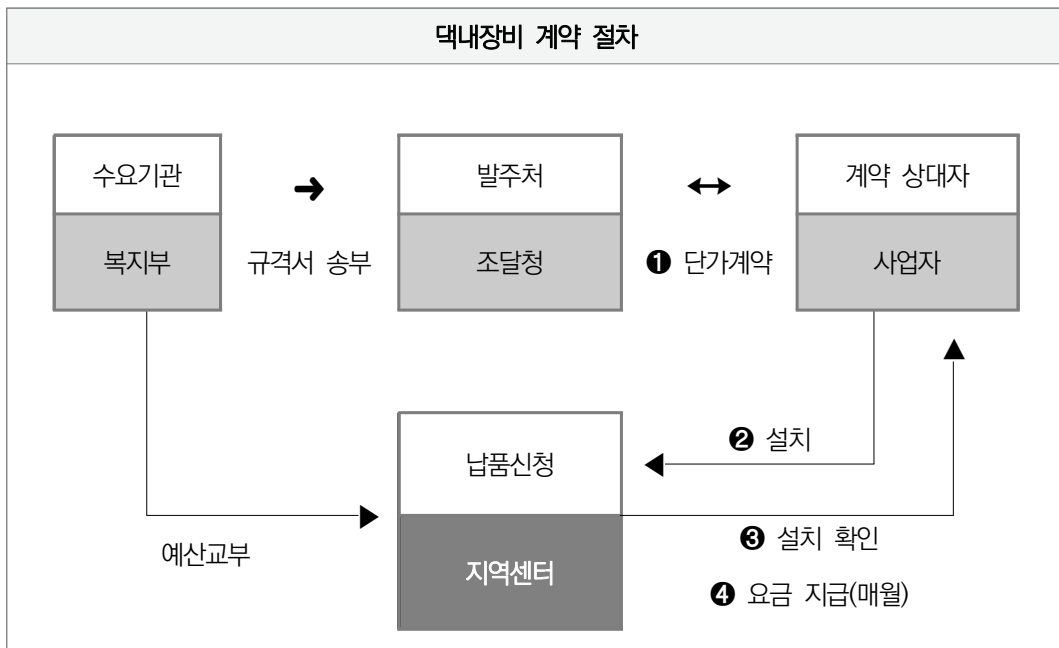 댁내장비 계약 절차
수요기관
➜
발주처
↔
계약 상대자
복지부
규격서 송부
조달청
❶ 단가계약
사업자
납품신청
❷ 설치
예산교부
지역센터
❸ 설치 확인
❹ 요금 지급(매월)